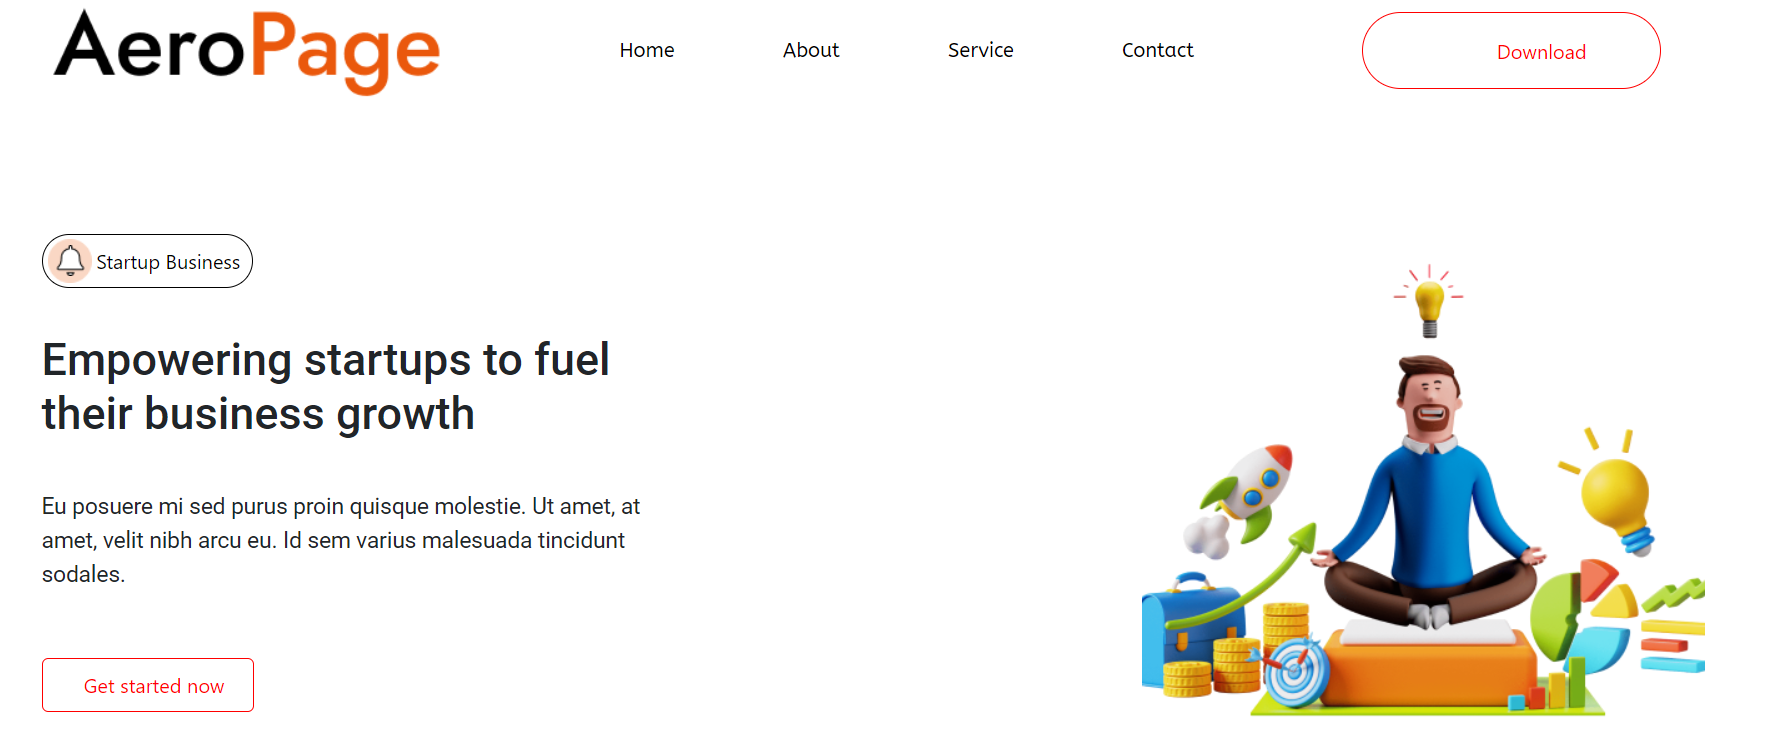 AeroPage
Home
About
Service
Contact
Download
Startup Business
Empowering startups to fuel
their business growth
Eu posuere mi sed purus proin quisque molestie. Ut amet, at
amet, velit nibh arcu eu. Id sem varius malesuada tincidunt
sodales.
Get started now